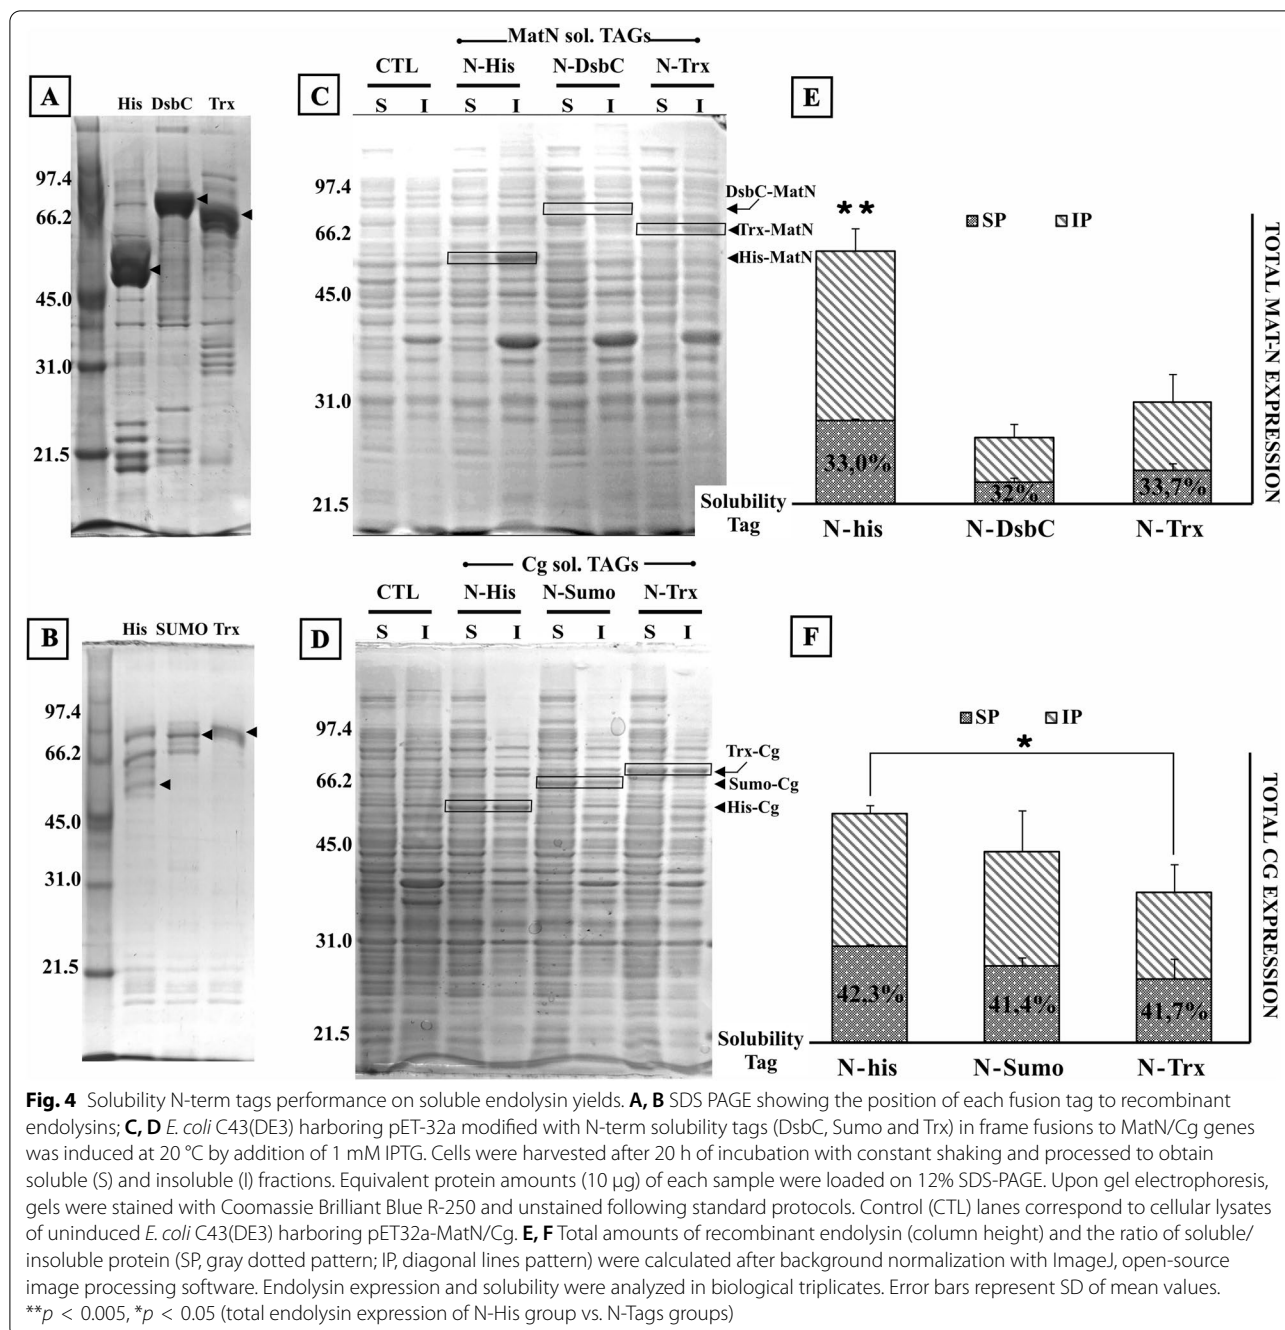 A
His DsbC Trx
97.4
66.2
45.0
31.0
21.5
MatN sol. TAGs
CTL N-His N-DsbC N-Trx
C
S I S I S I S I
97.4
66.2
45.0
31.0
21.5
DsbC-MatN
Trx-MatN
His-MatN
E
**
SP IP
33,0%
32%
33,7%
Solubility
Tag
N-his N-DsbC N-Trx
TOTAL MAT-N EXPRESSION
B
His SUMO Trx
97.4
66.2
45.0
31.0
21.5
Cg sol. TAGs
CTL N-His N-Sumo N-Trx
D
S I S I S I S I
97.4
66.2
45.0
31.0
21.5
Trx-Cg
Sumo-Cg
His-Cg
F
SP IP
*
42,3%
41,4%
41,7%
Solubility
Tag
N-his N-Sumo N-Trx
TOTAL CG EXPRESSION
Fig. 4 Solubility N-term tags performance on soluble endolysin yields. A, B SDS PAGE showing the position of each fusion tag to recombinant
endolysins; C, D E. coli C43(DE3) harboring pET-32a modified with N-term solubility tags (DsbC, Sumo and Trx) in frame fusions to MatN/Cg genes
was induced at 20 °C by addition of 1 mM IPTG. Cells were harvested after 20 h of incubation with constant shaking and processed to obtain
soluble (S) and insoluble (I) fractions. Equivalent protein amounts (10 μg) of each sample were loaded on 12% SDS-PAGE. Upon gel electrophoresis,
gels were stained with Coomassie Brilliant Blue R-250 and unstained following standard protocols. Control (CTL) lanes correspond to cellular lysates
of uninduced E. coli C43(DE3) harboring pET32a-MatN/Cg. E, F Total amounts of recombinant endolysin (column height) and the ratio of soluble/
insoluble protein (SP, gray dotted pattern; IP, diagonal lines pattern) were calculated after background normalization with ImageJ, open-source
image processing software. Endolysin expression and solubility were analyzed in biological triplicates. Error bars represent SD of mean values.
**p < 0.005, *p < 0.05 (total endolysin expression of N-His group vs. N-Tags groups)